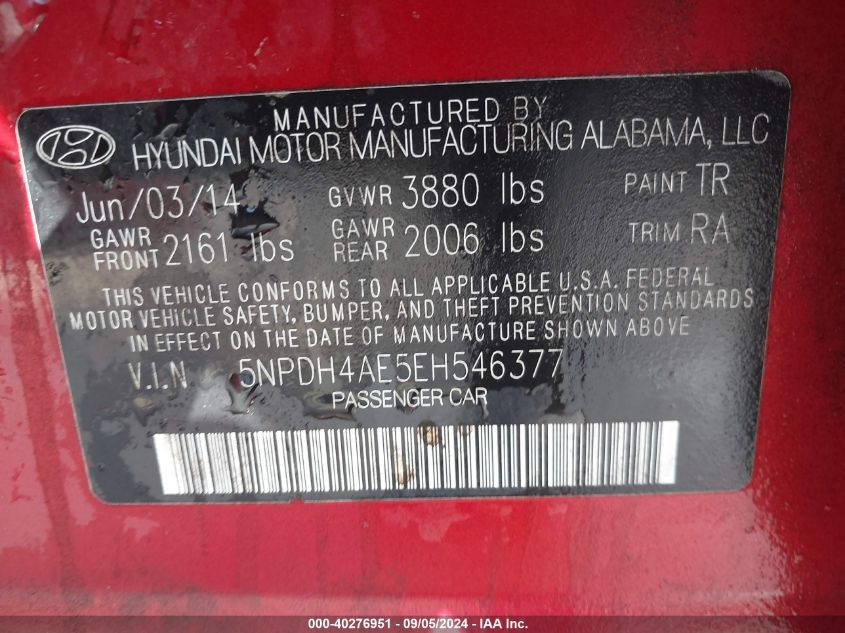 MANUFACTURED BY
HYUNDAI MOTOR MANUFACTURING ALABAMA, LLC
Jun/03/14 GVWR 3880 lbs PAINT TR
GAWR FRONT 2161 lbs GAWR REAR 2006 lbs TRIM RA
THIS VEHICLE CONFORMS TO ALL APPLICABLE U.S.A. FEDERAL
MOTOR VEHICLE SAFETY, BUMPER, AND THEFT PREVENTION STANDARDS
IN EFFECT ON THE DATE OF MANUFACTURE SHOWN ABOVE.
V.I.N 5NPDH4AE5EH546377
PASSENGER CAR
000-40276951 - 09/05/2024 - IAA Inc.